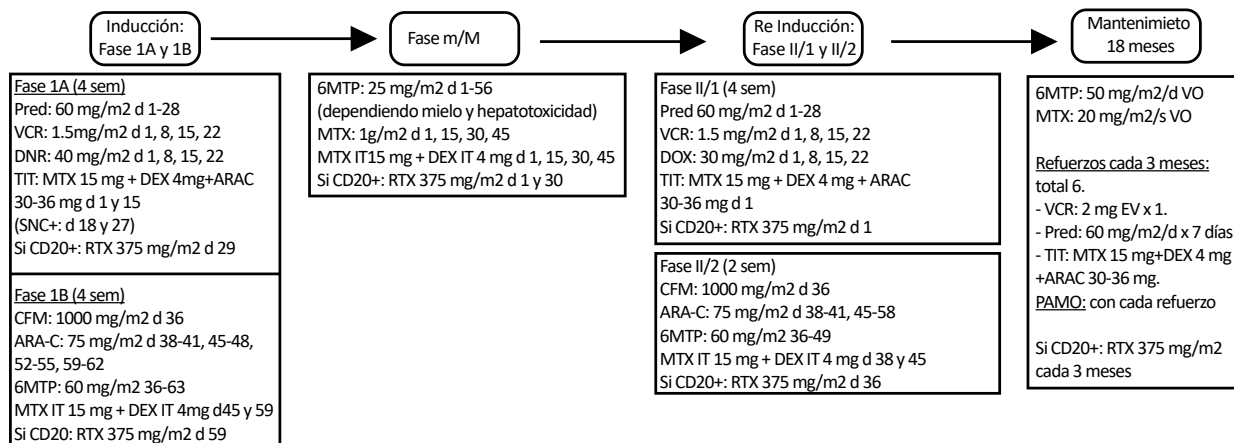 Inducción:
Fase 1A y 1B
Fase m/M
Re Inducción:
Fase II/1 y II/2
Mantenimieto
18 meses
Fase 1A (4 sem)
Pred: 60 mg/m2 d 1-28
VCR: 1.5mg/m2 d 1, 8, 15, 22
DNR: 40 mg/m2 d 1, 8, 15, 22
TIT: MTX 15 mg + DEX 4mg+ARAC
30-36 mg d 1 y 15
(SNC+: d 18 y 27)
Si CD20+: RTX 375 mg/m2 d 29
Fase 1B (4 sem)
CFM: 1000 mg/m2 d 36
ARA-C: 75 mg/m2 d 38-41, 45-48,
52-55, 59-62
6MTP: 60 mg/m2 36-63
MTX IT 15 mg + DEX IT 4mg d45 y 59
Si CD20: RTX 375 mg/m2 d 59
6MTP: 25 mg/m2 d 1-56
(dependiendo mielo y hepatotoxicidad)
MTX: 1g/m2 d 1, 15, 30, 45
MTX IT15 mg + DEX IT 4 mg d 1, 15, 30, 45
Si CD20+: RTX 375 mg/m2 d 1 y 30
Fase II/1 (4 sem)
Pred 60 mg/m2 d 1-28
VCR: 1.5 mg/m2 d 1, 8, 15, 22
DOX: 30 mg/m2 d 1, 8, 15, 22
TIT: MTX 15 mg + DEX 4 mg + ARAC
30-36 mg d 1
Si CD20+: RTX 375 mg/m2 d 1
Fase II/2 (2 sem)
CFM: 1000 mg/m2 d 36
ARA-C: 75 mg/m2 d 38-41, 45-58
6MTP: 60 mg/m2 36-49
MTX IT 15 mg + DEX IT 4 mg d 38 y 45
Si CD20+: RTX 375 mg/m2 d 36
6MTP: 50 mg/m2/d VO
MTX: 20 mg/m2/s VO
Refuerzos cada 3 meses:
total 6.
- VCR: 2 mg EV x 1.
- Pred: 60 mg/m2/d x 7 días
- TIT: MTX 15 mg+DEX 4 mg
+ARAC 30-36 mg.
PAMO: con cada refuerzo
Si CD20+: RTX 375 mg/m2
cada 3 meses